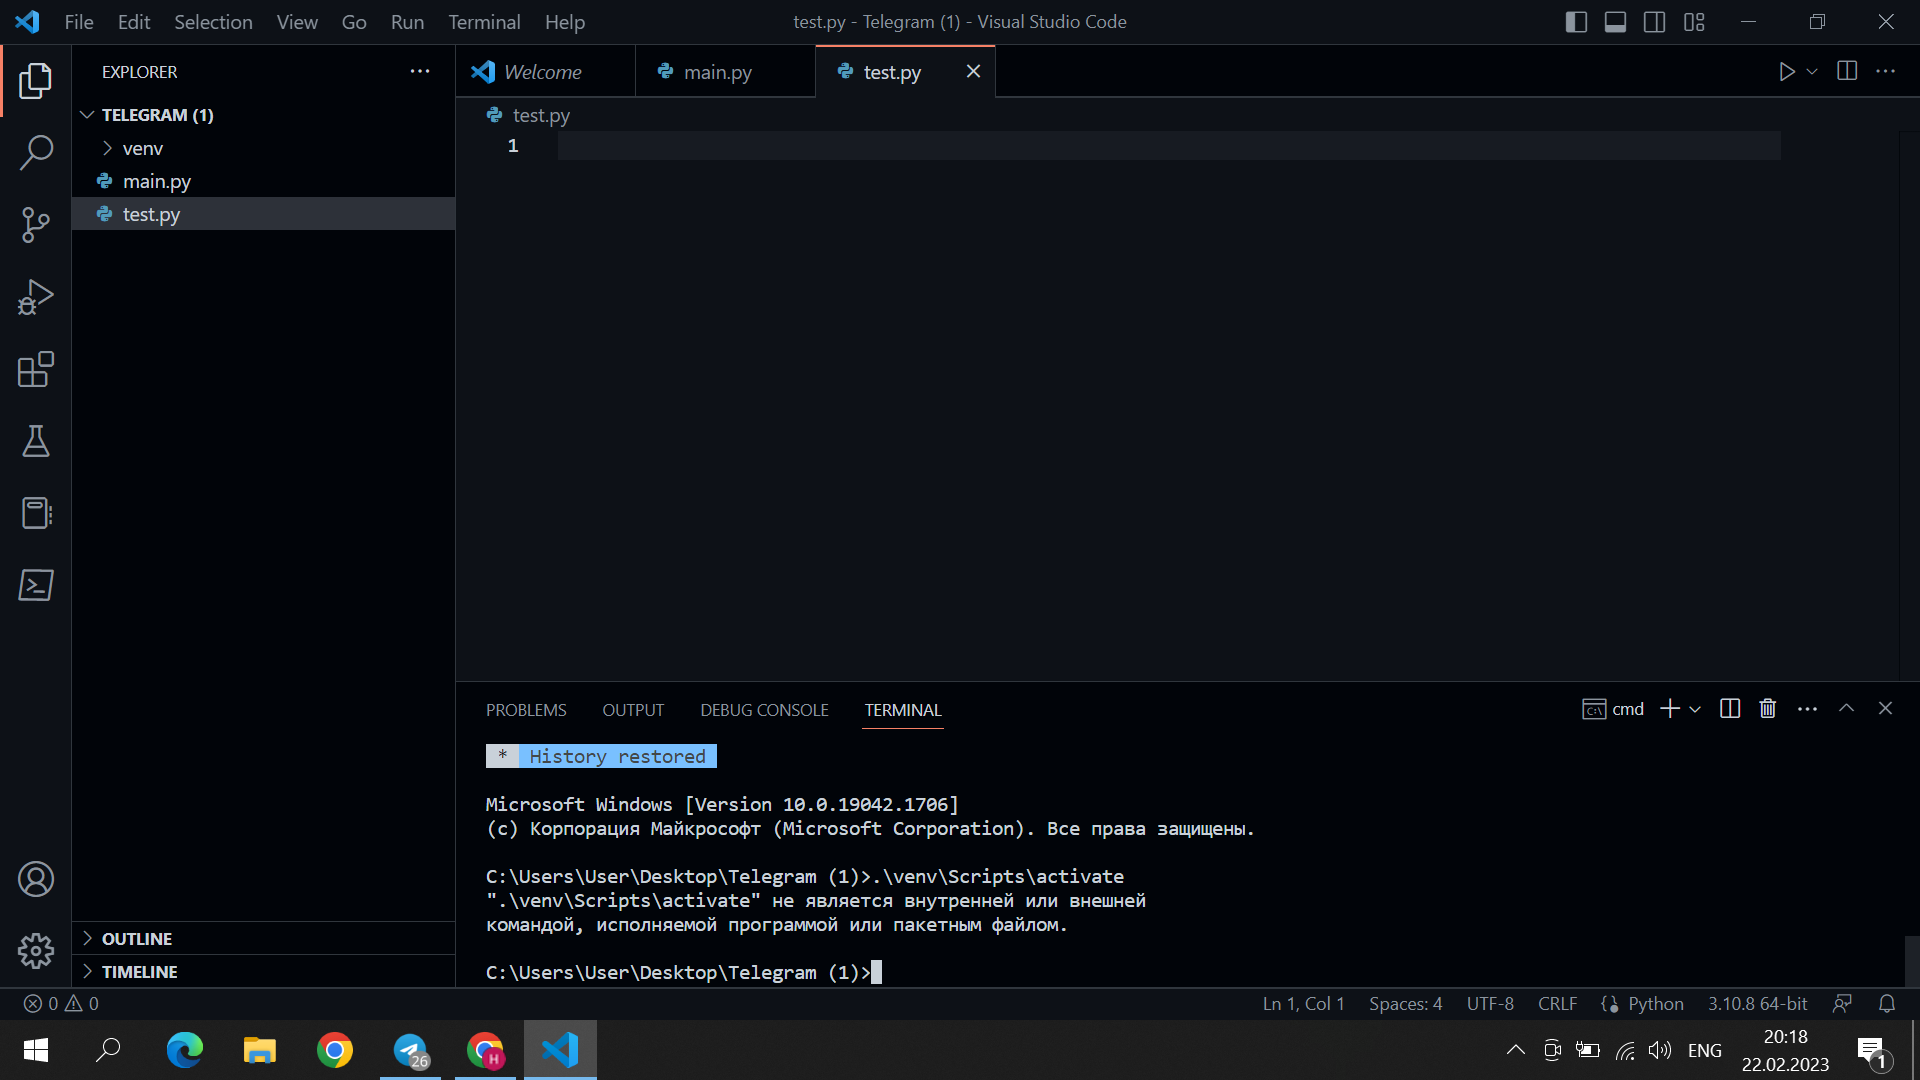 File Edit Selection View Go Run Terminal Help
test.py - Telegram (1) - Visual Studio Code
EXPLORER
TELEGRAM (1)
venv
main.py
test.py
Welcome
main.py
test.py
test.py
1
PROBLEMS OUTPUT DEBUG CONSOLE TERMINAL
cmd
* History restored
Microsoft Windows [Version 10.0.19042.1706]
(c) Корпорация Майкрософт (Microsoft Corporation). Все права защищены.
C:\Users\User\Desktop\Telegram (1)>.\venv\Scripts\activate
".\venv\Scripts\activate" не является внутренней или внешней
командой, исполняемой программой или пакетным файлом.
C:\Users\User\Desktop\Telegram (1)>
OUTLINE
TIMELINE
0 0
Ln 1, Col 1 Spaces: 4 UTF-8 CRLF Python 3.10.8 64-bit
26
H
ENG
20:18
22.02.2023
1